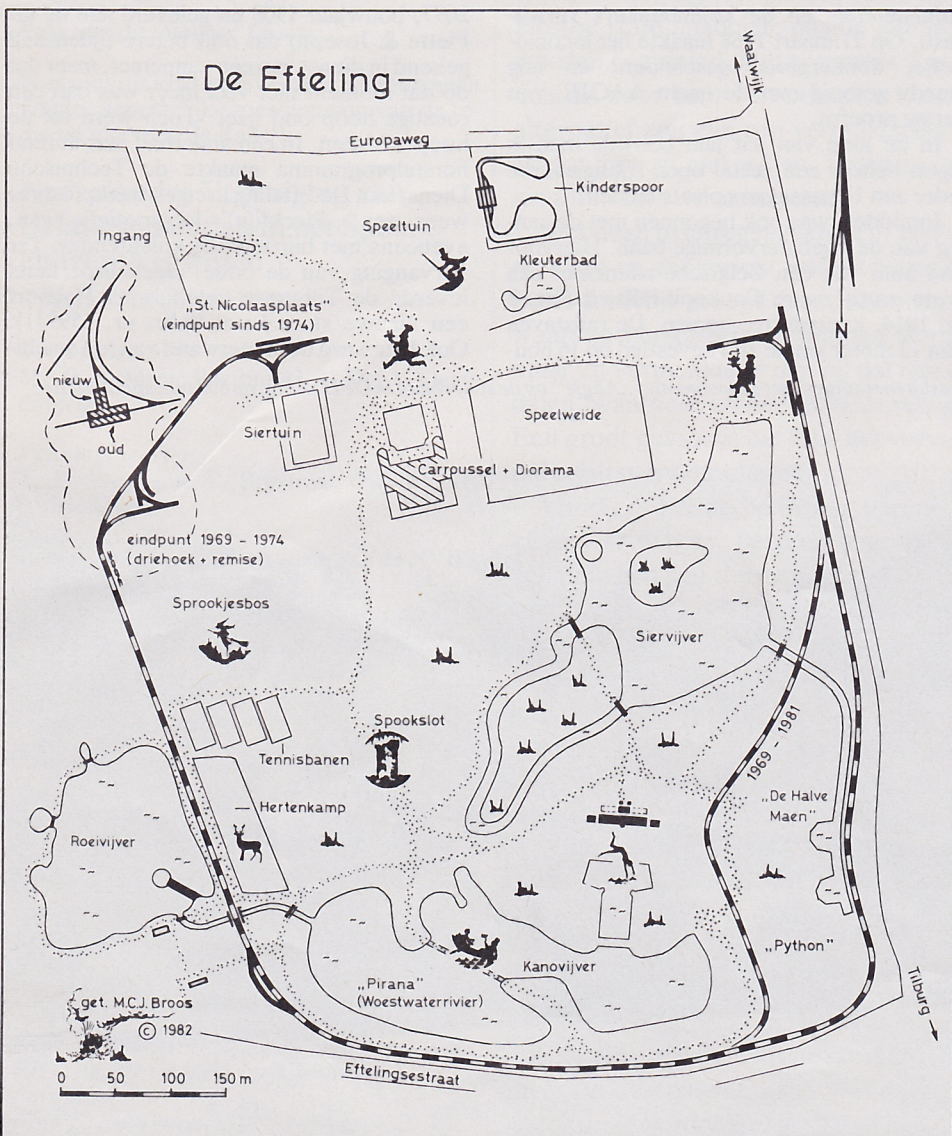 - De Efteling -
Waalwijk
Europaweg
Kinderspoor
Ingang
Speeltuin
Kleuterbad
„St. Nicolaasplaats"
(eindpunt sinds 1974)
N
nieuw
oud
Siertuin
Speelweide
Carroussel + Diorama
eindpunt 1969 - 1974
(driehoek + remise)
Sprookjesbos
Siervijver
Spookslot
Tennisbanen
1969 - 1981
Hertenkamp
„De Halve
Maen"
Roeivijver
„Python"
Kanovijver
„Pirana"
(Woestwaterrivier)
Tilburg
get. M.C.J. Broos
© 1982
Eftelingsestraat
0 50 100 150 m